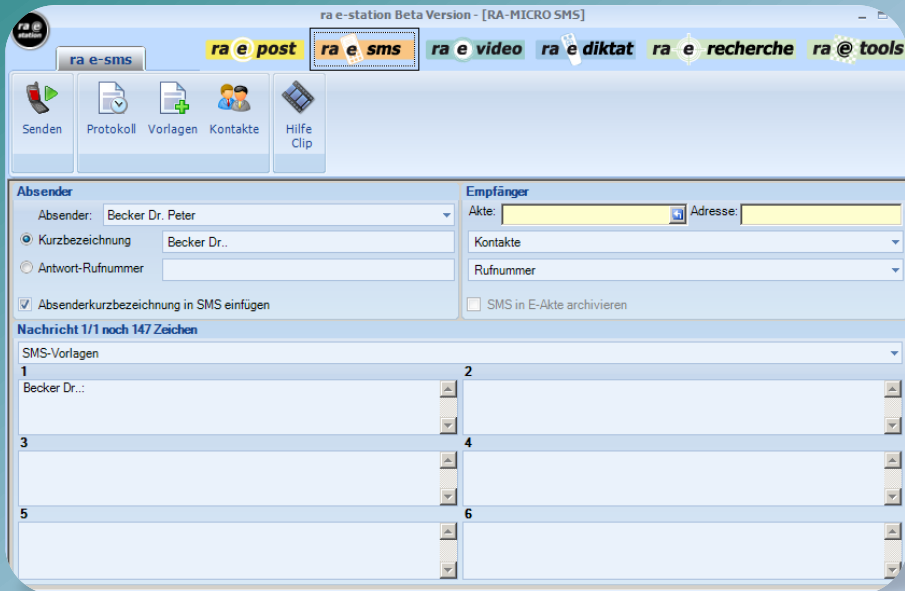 ra e-station Beta Version - [RA-MICRO SMS]
ra e station
ra e-sms
ra e post ra e sms ra e video ra e diktat ra e recherche ra @ tools
Senden Protokoll Vorlagen Kontakte Hilfe
Clip
Absender Empfänger
Absender: Becker Dr. Peter Akte: Adresse:
Kurzbezeichnung Becker Dr.. Kontakte
Antwort-Rufnummer Rufnummer
Absenderkurzbezeichnung in SMS einfügen SMS in E-Akte archivieren
Nachricht 1/1 noch 147 Zeichen
SMS-Vorlagen
1 2
Becker Dr..:
3 4
5 6